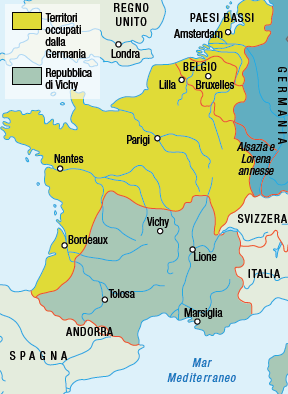 Territori
occupati
dalla
Germania
Repubblica
di Vichy
REGNO
UNITO
Londra
PAESI BASSI
Amsterdam
BELGIO
Lilla
Bruxelles
GERMANIA
Parigi
Alsazia e
Lorena
annesse
Nantes
SVIZZERA
Vichy
Bordeaux
Lione
ITALIA
Tolosa
Marsiglia
ANDORRA
SPAGNA
Mar
Mediterraneo